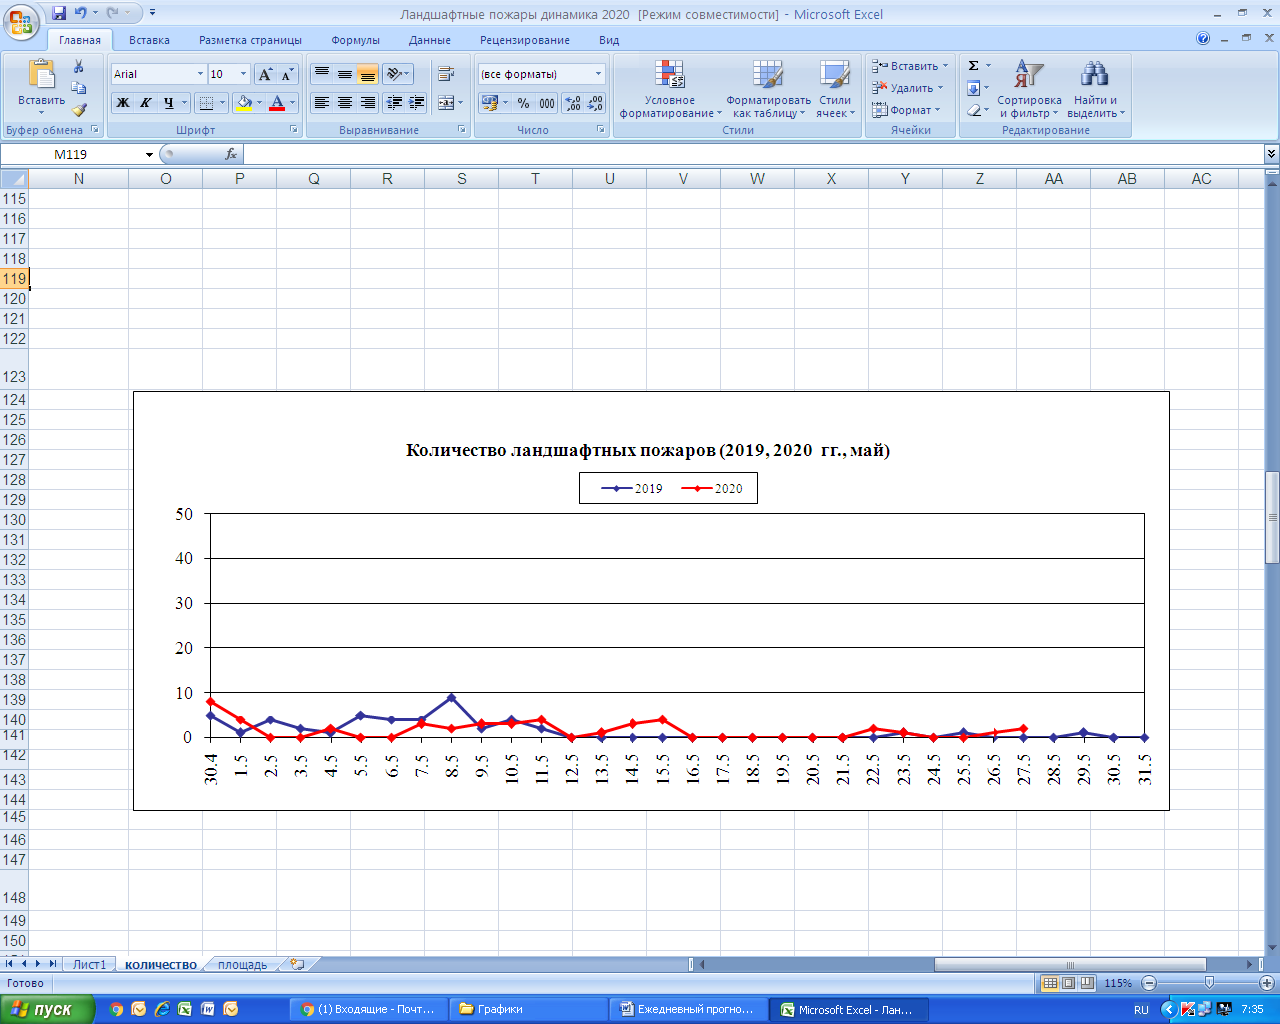 Ландшафтные пожары динамика 2020 [Режим совместимости] - Microsoft Excel
Главная Вставка Разметка страницы Формулы Данные Рецензирование Вид
Arial 10 (все форматы)
Вставить
Ж К Ч
% 000
Условное форматирование
Форматировать как таблицу
Стили ячеек
Вставить
Удалить
Формат
Σ
Сортировка и фильтр
Найти и выделить
Буфер обмена Шрифт Выравнивание Число Стили Ячейки Редактирование
M119 fx
N O P Q R S T U V W X Y Z AA AB AC
115
116
117
118
119
120
121
122
123
124
125
126
127
128
129
130
131
132
133
134
135
136
137
138
139
140
141
142
143
144
145
146
147
148
149
150
Количество ландшафтных пожаров (2019, 2020 гг., май)
2019 2020
50
40
30
20
10
0
30.4 1.5 2.5 3.5 4.5 5.5 6.5 7.5 8.5 9.5 10.5 11.5 12.5 13.5 14.5 15.5 16.5 17.5 18.5 19.5 20.5 21.5 22.5 23.5 24.5 25.5 26.5 27.5 28.5 29.5 30.5 31.5
Лист1 количество площадь
Готово 115%
пуск (1) Входящие - Почт... Графики Ежедневный прогно... Microsoft Excel - Лан... RU 7:35